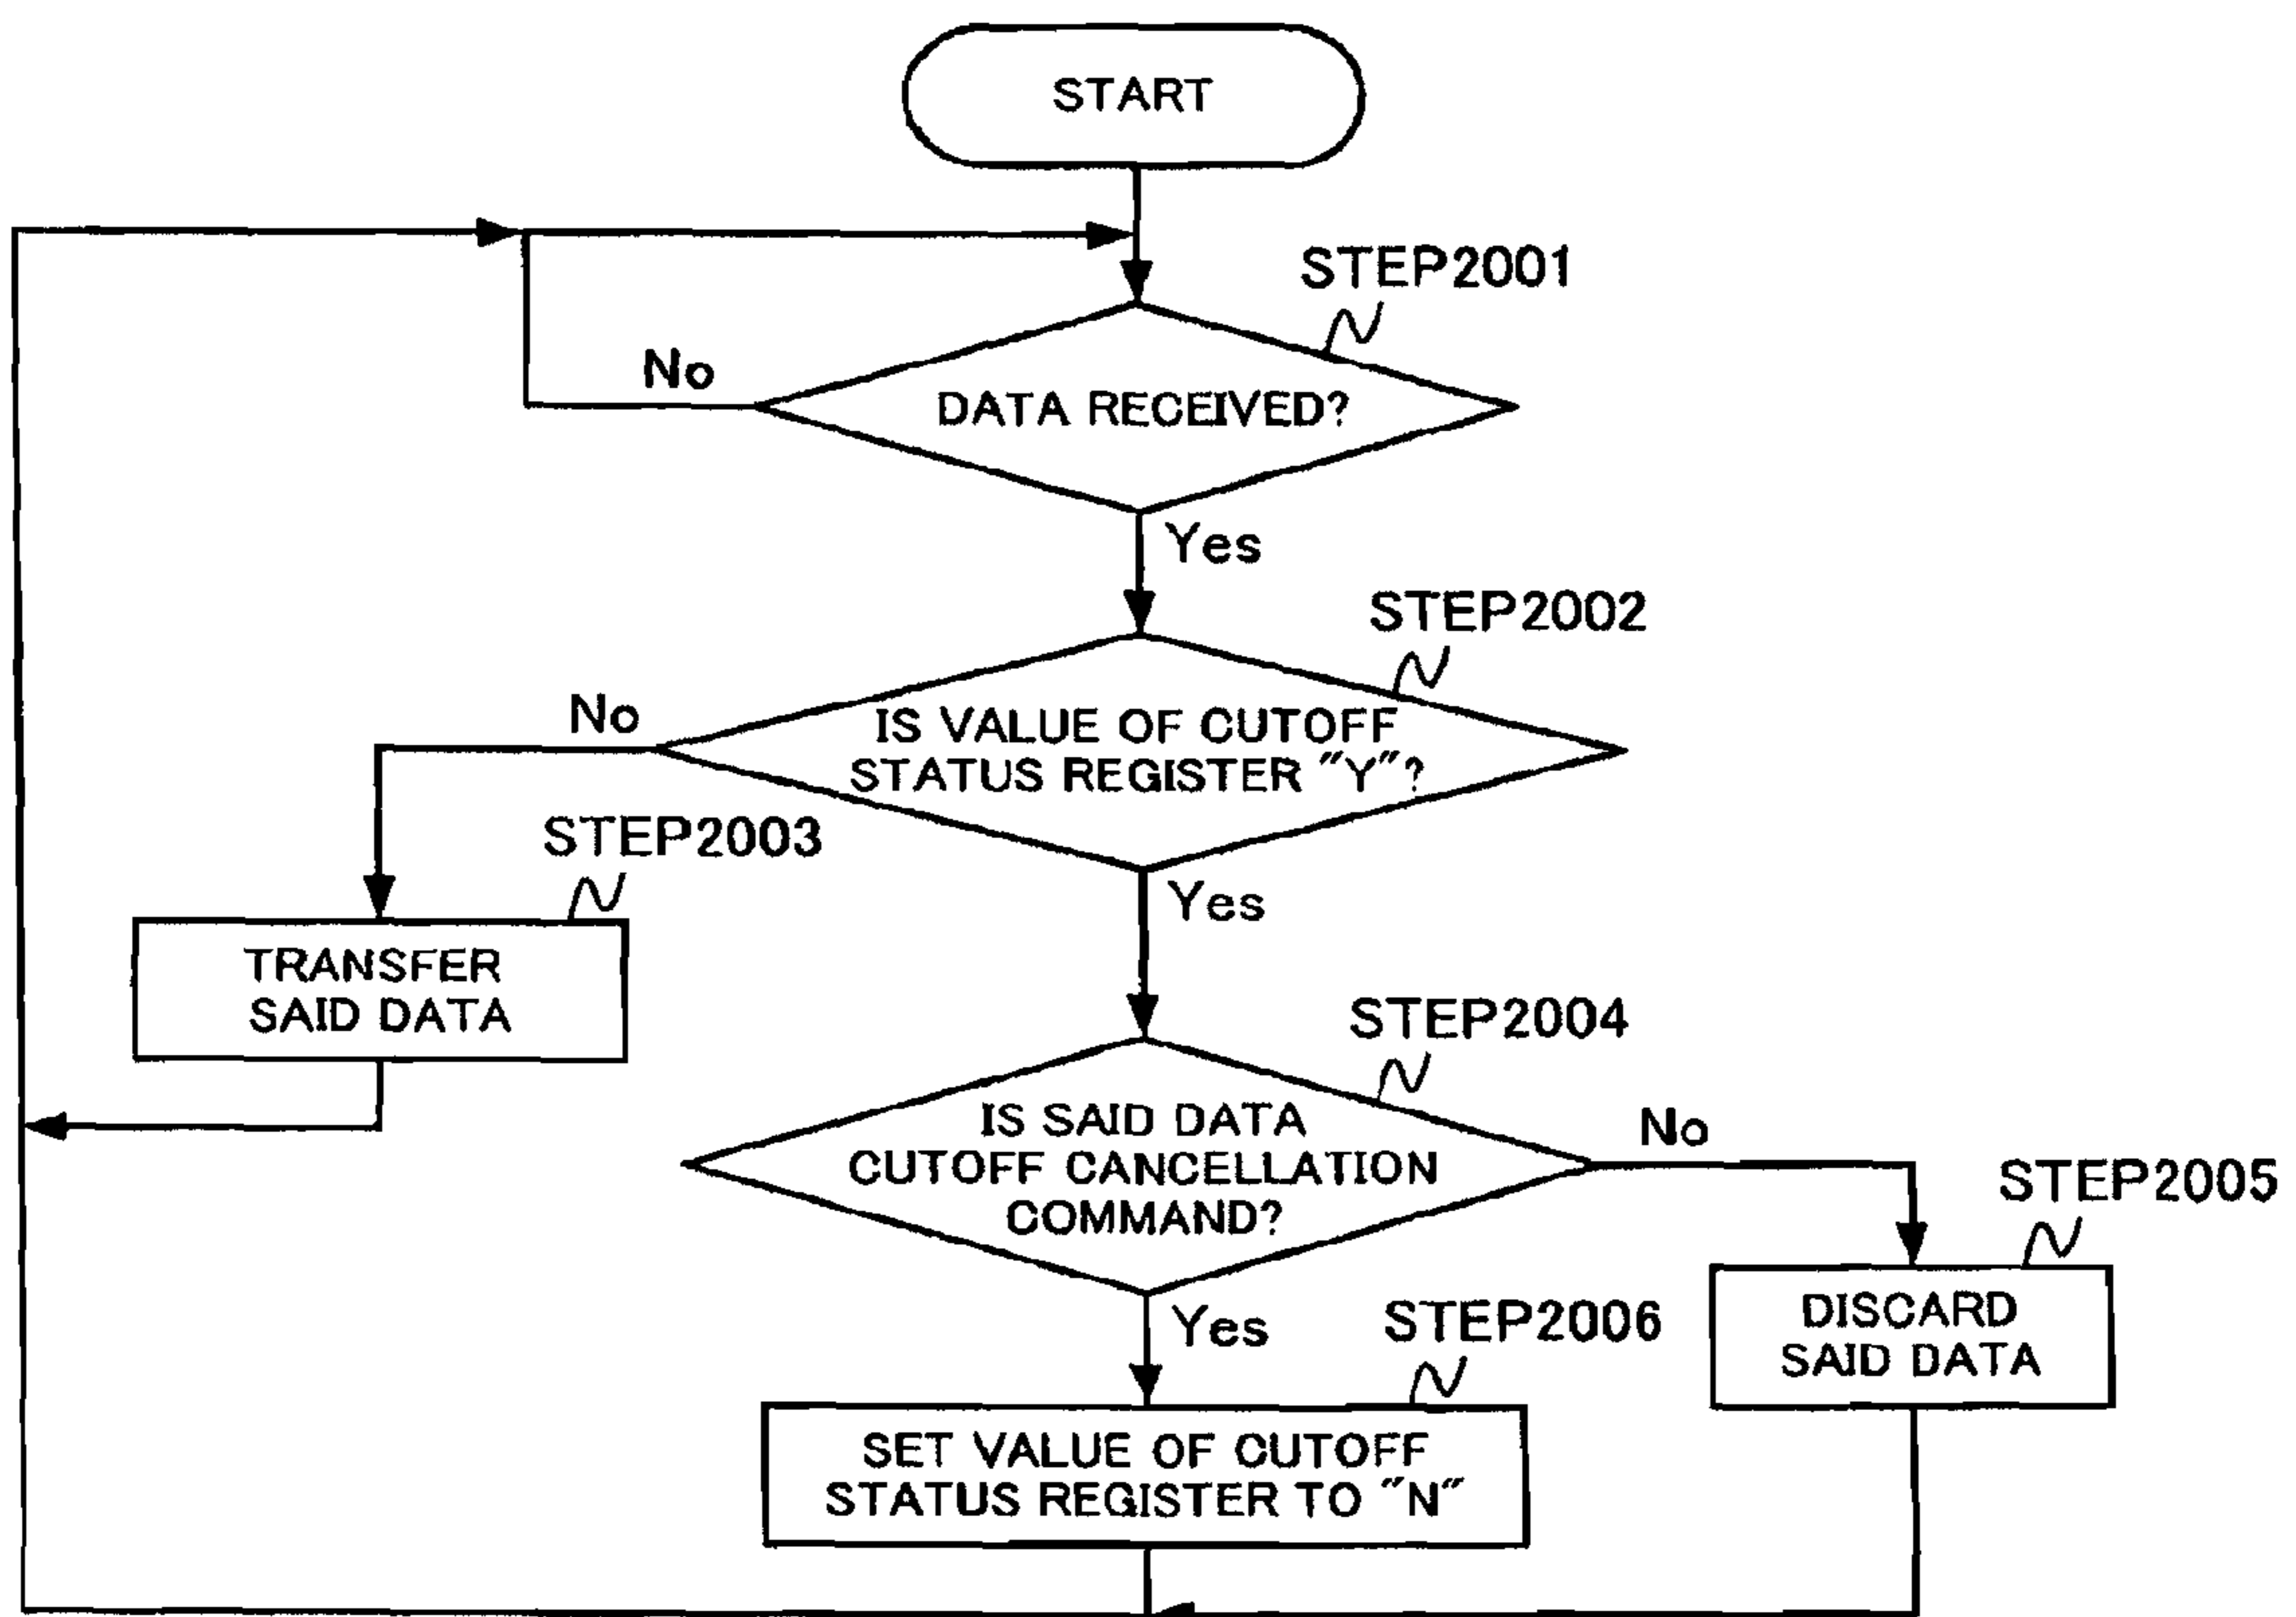 START
STEP2001
No
DATA RECEIVED?
Yes
STEP2002
No
IS VALUE OF CUTOFF
STATUS REGISTER "Y"?
STEP2003
Yes
TRANSFER
SAID DATA
STEP2004
IS SAID DATA
CUTOFF CANCELLATION
COMMAND?
No
STEP2005
Yes
STEP2006
DISCARD
SAID DATA
SET VALUE OF CUTOFF
STATUS REGISTER TO "N"